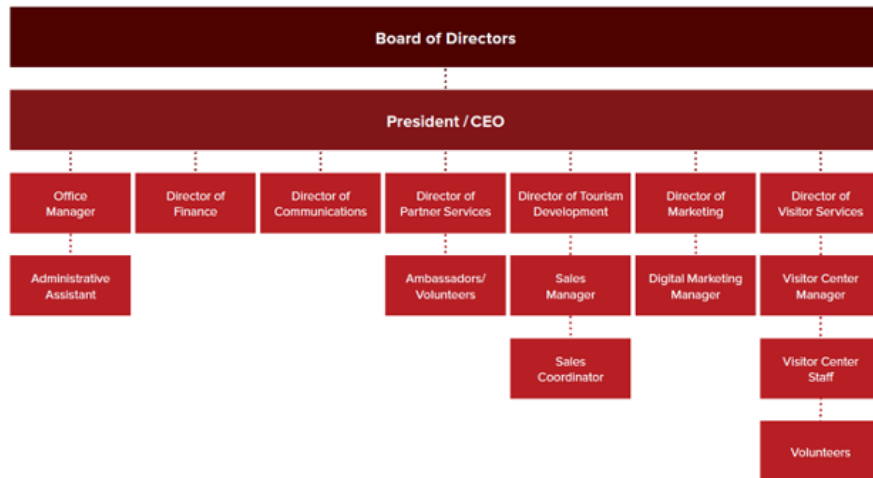 Board of Directors
President / CEO
Office
Manager
Director of
Finance
Director of
Communications
Director of
Partner Services
Director of Tourism
Development
Director of
Marketing
Director of
Visitor Services
Administrative
Assistant
Ambassadors/
Volunteers
Sales
Manager
Digital Marketing
Manager
Visitor Center
Manager
Sales
Coordinator
Visitor Center
Staff
Volunteers